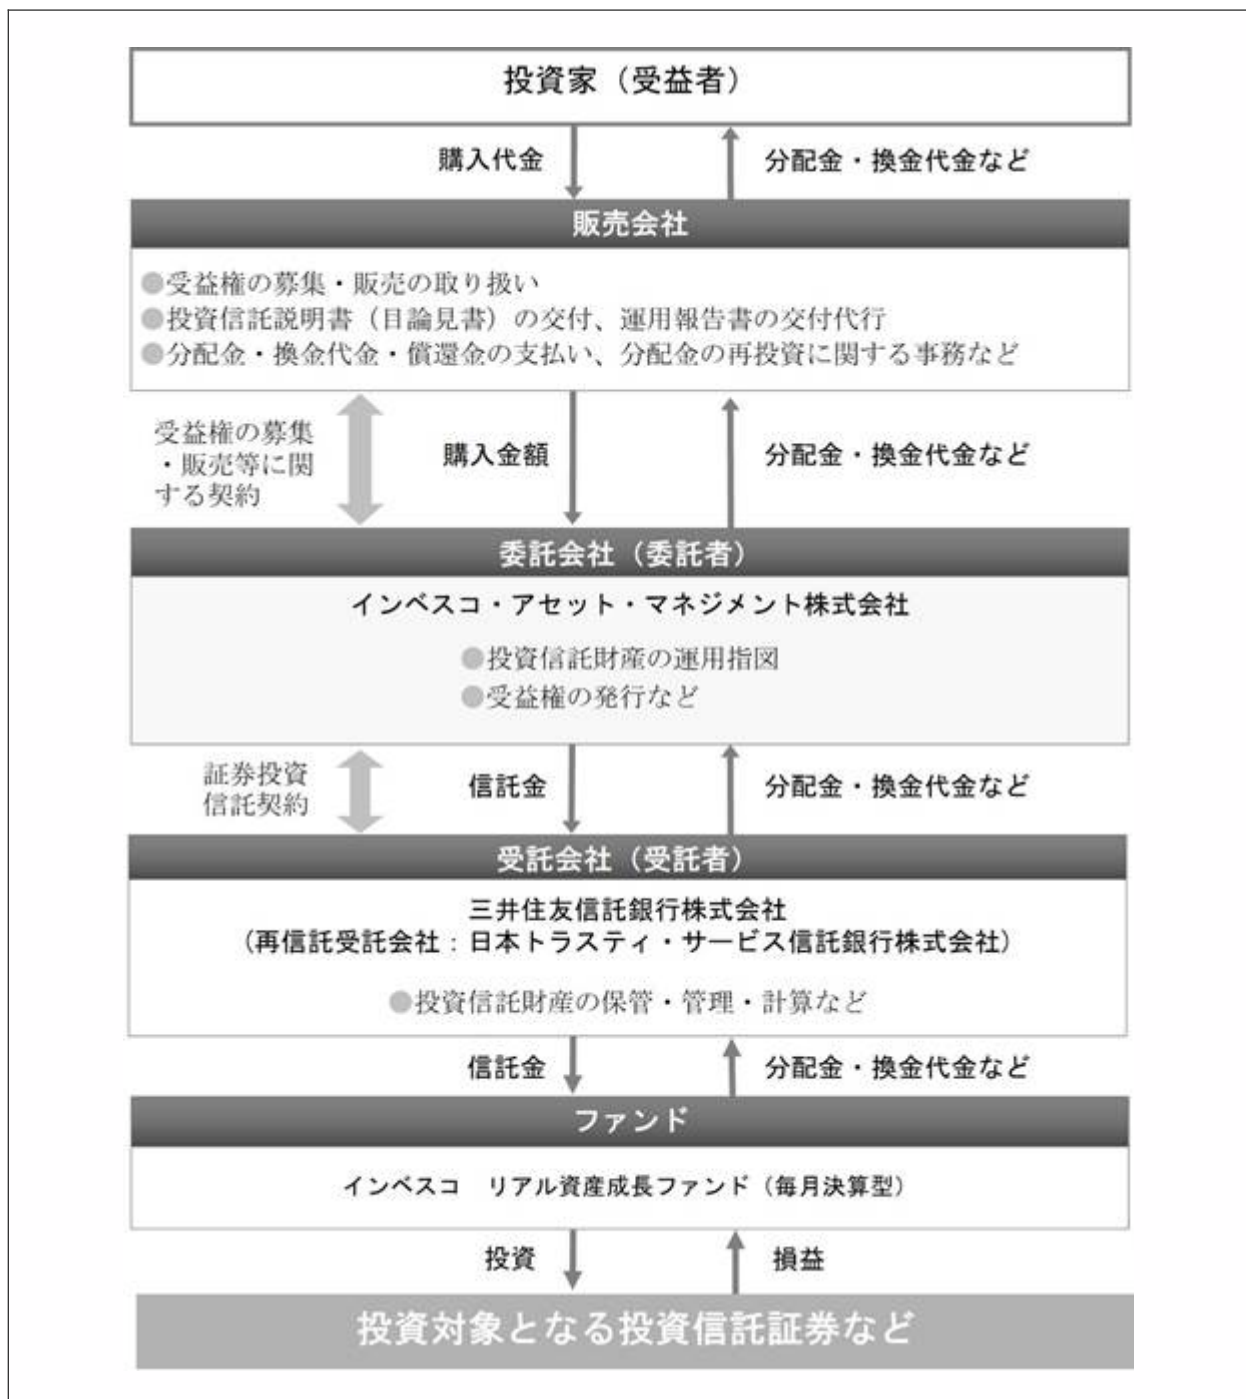 投資家（受益者）
購入代金
分配金・換金代金など
販売会社
●受益権の募集・販売の取り扱い
●投資信託説明書（目論見書）の交付、運用報告書の交付代行
●分配金・換金代金・償還金の支払い、分配金の再投資に関する事務など
受益権の募集
・販売等に関
する契約
購入金額
分配金・換金代金など
委託会社（委託者）
インベスコ・アセット・マネジメント株式会社
●投資信託財産の運用指図
●受益権の発行など
証券投資
信託契約
信託金
分配金・換金代金など
受託会社（受託者）
三井住友信託銀行株式会社
（再信託受託会社：日本トラスティ・サービス信託銀行株式会社）
●投資信託財産の保管・管理・計算など
信託金
分配金・換金代金など
ファンド
インベスコ　リアル資産成長ファンド（毎月決算型）
投資
損益
投資対象となる投資信託証券など